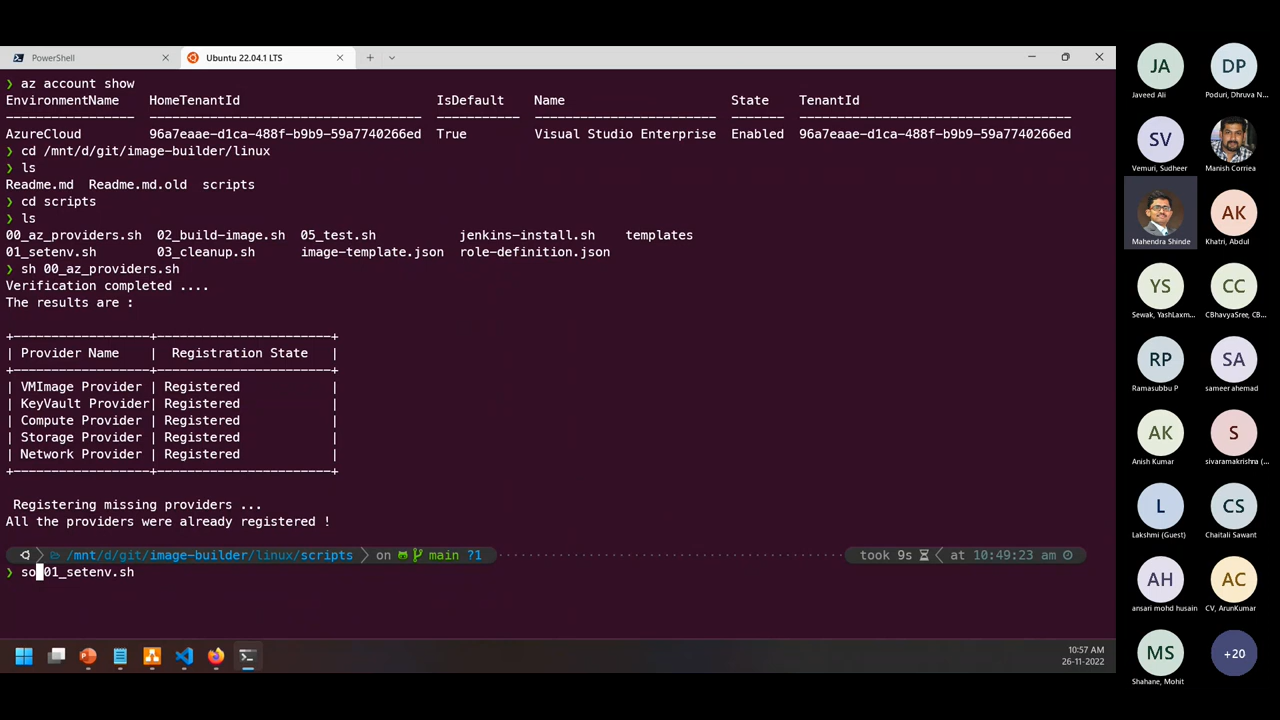 PowerShell
Ubuntu 22.04.1 LTS
❯ az account show
EnvironmentName HomeTenantId IsDefault Name State TenantId
----------------- ------------------------------------ ----------- ------------------------ ------- ------------------------------------
AzureCloud 96a7eaae-d1ca-488f-b9b9-59a7740266ed True Visual Studio Enterprise Enabled 96a7eaae-d1ca-488f-b9b9-59a7740266ed
❯ cd /mnt/d/git/image-builder/linux
❯ ls
Readme.md Readme.md.old scripts
❯ cd scripts
❯ ls
00_az_providers.sh 02_build-image.sh 05_test.sh jenkins-install.sh templates
01_setenv.sh 03_cleanup.sh image-template.json role-definition.json
❯ sh 00_az_providers.sh
Verification completed ....
The results are :
+-----------------+----------------------+
| Provider Name | Registration State |
+-----------------+----------------------+
| VMImage Provider | Registered |
| KeyVault Provider| Registered |
| Compute Provider | Registered |
| Storage Provider | Registered |
| Network Provider | Registered |
+-----------------+----------------------+
Registering missing providers ...
All the providers were already registered !
/mnt/d/git/image-builder/linux/scripts on main ?1 took 9s at 10:49:23 am
❯ so01_setenv.sh
10:57 AM
26-11-2022
JA
Javeed Ali
DP
Poduri, Dhruva N...
SV
Vemuri, Sudheer
Manish Corriea
Mahendra Shinde
AK
Khatri, Abdul
YS
Sewak, YashLaxm...
CC
CBhavyaSree, CB...
RP
Ramasubbu P
SA
sameer ahemad
AK
Anish Kumar
S
sivaramakrishna (...
L
Lakshmi (Guest)
CS
Chaitali Sawant
AH
ansari mohd husain
AC
CV, ArunKumar
MS
Shahane, Mohit
+20